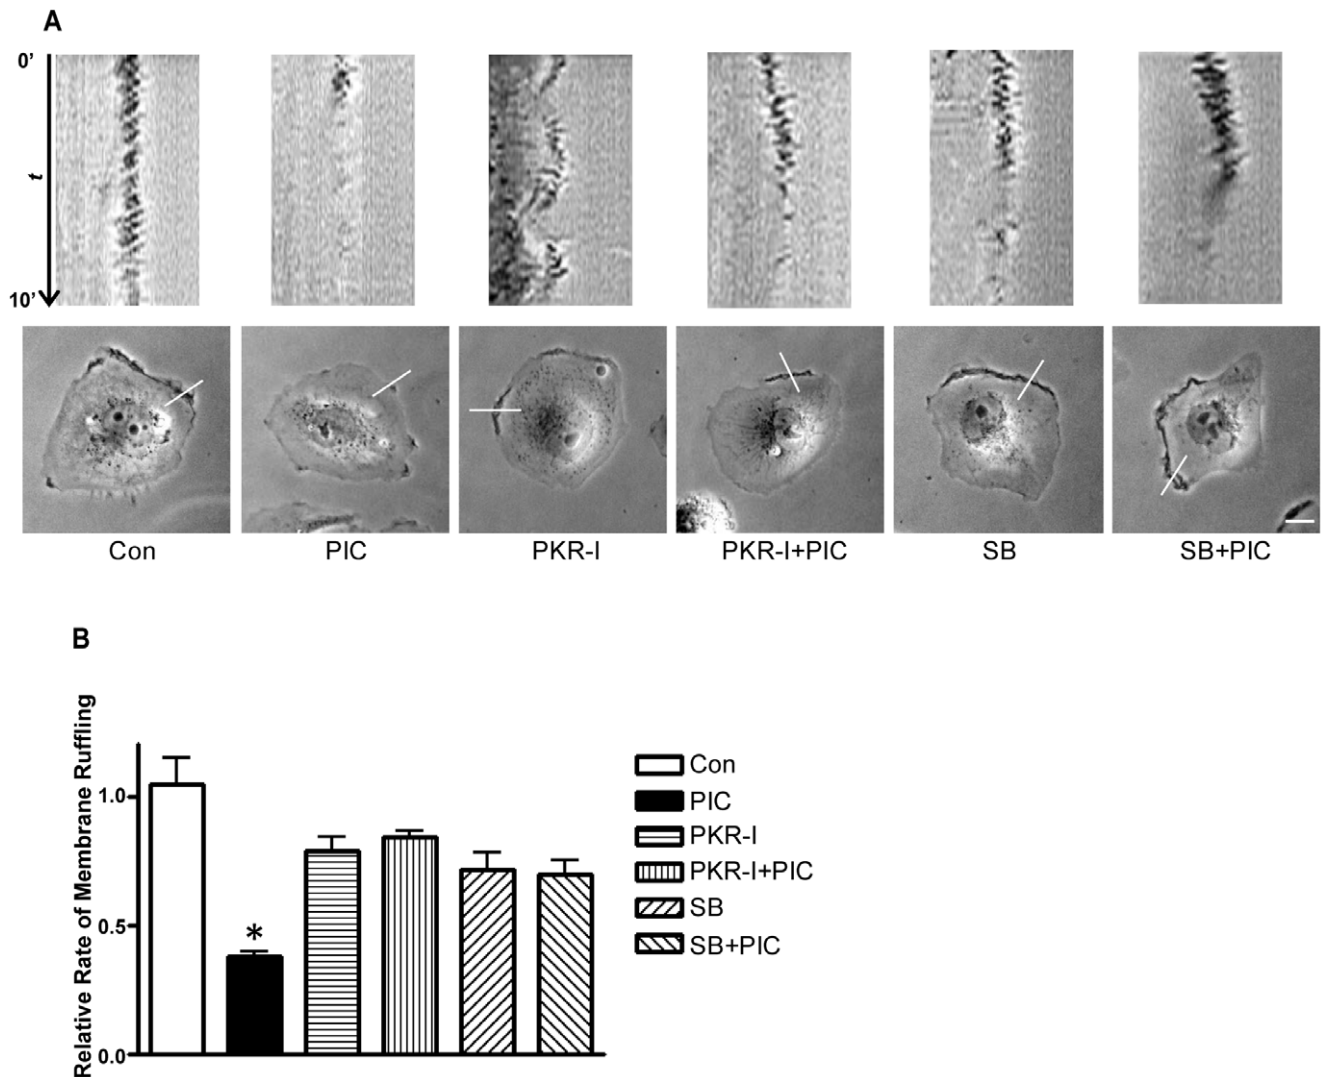 A
0’
t
10’
Con
PIC
PKR-I
PKR-I+PIC
SB
SB+PIC
B
Relative Rate of Membrane Ruffling
1.0
0.5
0.0
*
Con
PIC
PKR-I
PKR-I+PIC
SB
SB+PIC